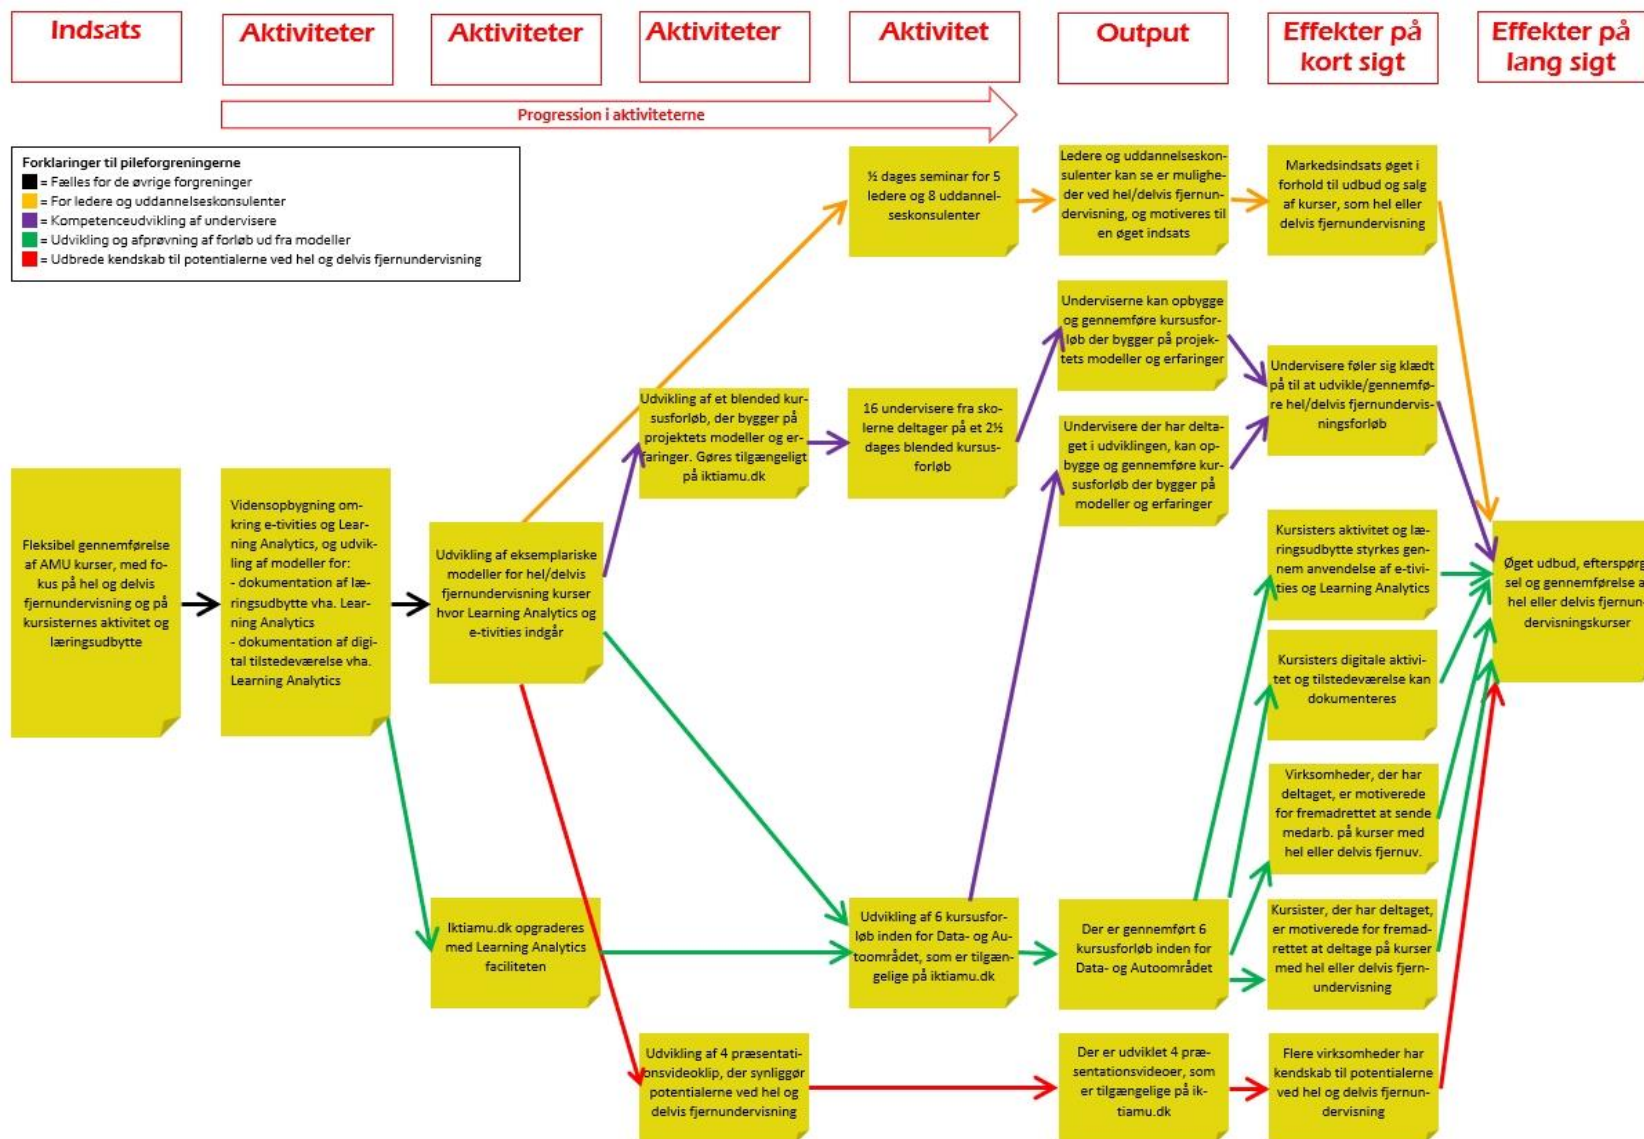 Indsats
Aktiviteter
Aktiviteter
Aktiviteter
Aktivitet
Output
Effekter på
kort sigt
Effekter på
lang sigt
Progression i aktiviteterne
Forklaringer til pileforgreningerne
= Fælles for de øvrige forgreninger
= For ledere og uddannelseskonsulenter
= Kompetenceudvikling af undervisere
= Udvikling og afprøvning af forløb ud fra modeller
= Udbrede kendskab til potentialerne ved hel og delvis fjernundervisning
½ dages seminar for 5
ledere og 8 uddannel-
seskonsulenter
Ledere og uddannelseskon-
sulenter kan se er mulighe-
der ved hel/delvis fjernun-
dervisning, og motiveres til
en øget indsats
Markedsindsats øget i
forhold til udbud og salg
af kurser, som hel eller
delvis fjernundervisning
Underviserne kan opbygge
og gennemføre kursusfor-
løb der bygger på projek-
tets modeller og erfaringer
Udvikling af et blended kur-
susforløb, der bygger på
projektets modeller og er-
faringer. Gøres tilgængeligt
på iktiamu.dk
16 undervisere fra sko-
lerne deltager på et 2½
dages blended kursus-
forløb
Undervisere der har delta-
get i udviklingen, kan op-
bygge og gennemføre kur-
susforløb der bygger på
modeller og erfaringer
Undervisere føler sig klædt
på til at udvikle/gennemfø-
re hel/delvis fjernundervis-
ningsforløb
Fleksibel gennemførelse
af AMU kurser, med fo-
kus på hel og delvis
fjernundervisning og på
kursisternes aktivitet og
læringsudbytte
Vidensopbygning om-
kring e-tivities og Lear-
ning Analytics, og udvik-
ling af modeller for:
- dokumentation af læ-
ringsudbytte vha. Lear-
ning Analytics
- dokumentation af digi-
tal tilstedeværelse vha.
Learning Analytics
Udvikling af eksemplariske
modeller for hel/delvis
fjernundervisning kurser
hvor Learning Analytics og
e-tivities indgår
Kursisters aktivitet og læ-
ringsudbytte styrkes gen-
nem anvendelse af e-tivi-
ties og Learning Analytics
Øget udbud, efterspørg-
sel og gennemførelse a
hel eller delvis fjernun-
dervisningskurser
Kursisters digitale aktivi-
tet og tilstedeværelse kan
dokumenteres
Virksomheder, der har
deltaget, er motiverede
for fremadrettet at sende
medarb. på kurser med
hel eller delvis fjernuv.
Iktiamu.dk opgraderes
med Learning Analytics
faciliteten
Udvikling af 6 kursusfor-
løb inden for Data- og Au-
toområdet, som er tilgæn-
gelige på iktiamu.dk
Der er gennemført 6
kursusforløb inden for
Data- og Autoområdet
Kursister, der har deltaget,
er motiverede for fremad-
rettet at deltage på kurser
med hel eller delvis fjern-
undervisning
Udvikling af 4 præsentati-
onsvideoklip, der synliggør
potentialerne ved hel og
delvis fjernundervisning
Der er udviklet 4 præ-
sentationsvideoer, som
er tilgængelige på ik-
tiamu.dk
Flere virksomheder har
kendskab til potentialerne
ved hel og delvis fjernun-
dervisning